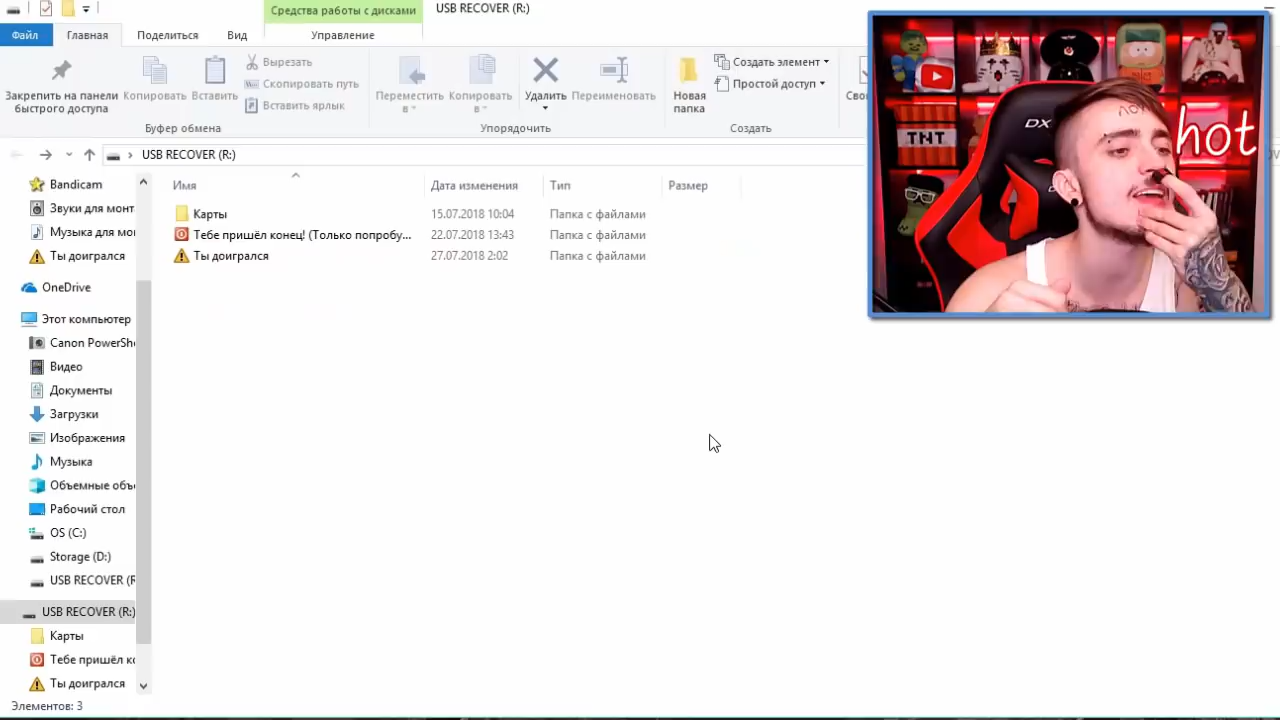 Средства работы с дисками
USB RECOVER (R:)
Файл
Главная
Поделиться
Вид
Управление
Закрепить на панели
быстрого доступа
Копировать
Вставить
Вырезать
Скопировать путь
Вставить ярлык
Переместить
в
Копировать
в
Удалить
Переименовать
Новая
папка
Создать элемент
Простой доступ
Сво
Буфер обмена
Упорядочить
Создать
USB RECOVER (R:)
Имя
Дата изменения
Тип
Размер
Карты
15.07.2018 10:04
Папка с файлами
Тебе пришёл конец! (Только попробу...
22.07.2018 13:43
Папка с файлами
Ты доигрался
27.07.2018 2:02
Папка с файлами
Bandicam
Звуки для монт
Музыка для мо
Ты доигрался
OneDrive
Этот компьютер
Canon PowerSh
Видео
Документы
Загрузки
Изображения
Музыка
Объемные объ
Рабочий стол
OS (C:)
Storage (D:)
USB RECOVER (R
USB RECOVER (R:)
Карты
Тебе пришёл к
Ты доигрался
Элементов: 3
DX
TNT
hot